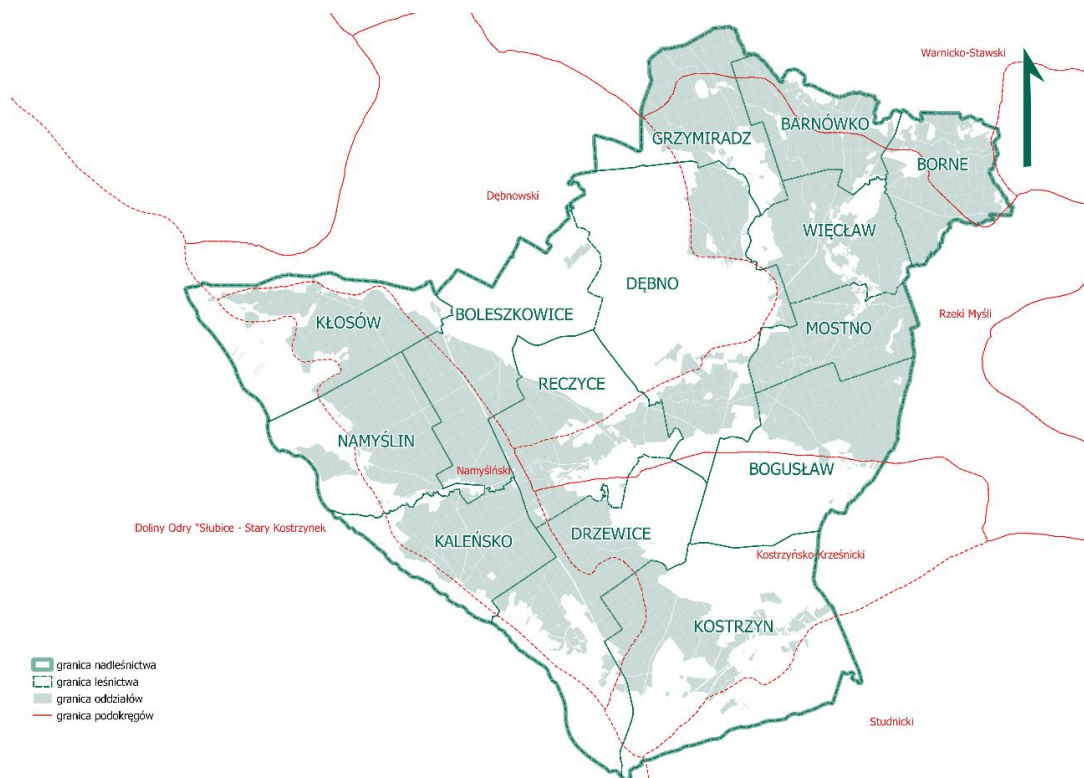 Warnicko-Stawski
BARNÓWKO
GRZYMIRADZ
BORNE
Dębnowski
WIĘCŁAW
DĘBNO
BOLESZKOWICE
Rzeki Myśli
KŁOSÓW
MOSTNO
RECZYCE
NAMYŚLIN
Namyśliński
BOGUSŁAW
Doliny Odry "Słubice - Stary Kostrzynek
DRZEWICE
KALEŃSKO
Kostrzyńsko-Krześnicki
KOSTRZYN
granica nadleśnictwa
granica leśnictwa
granica oddziałów
granica podokręgów
Studnicki